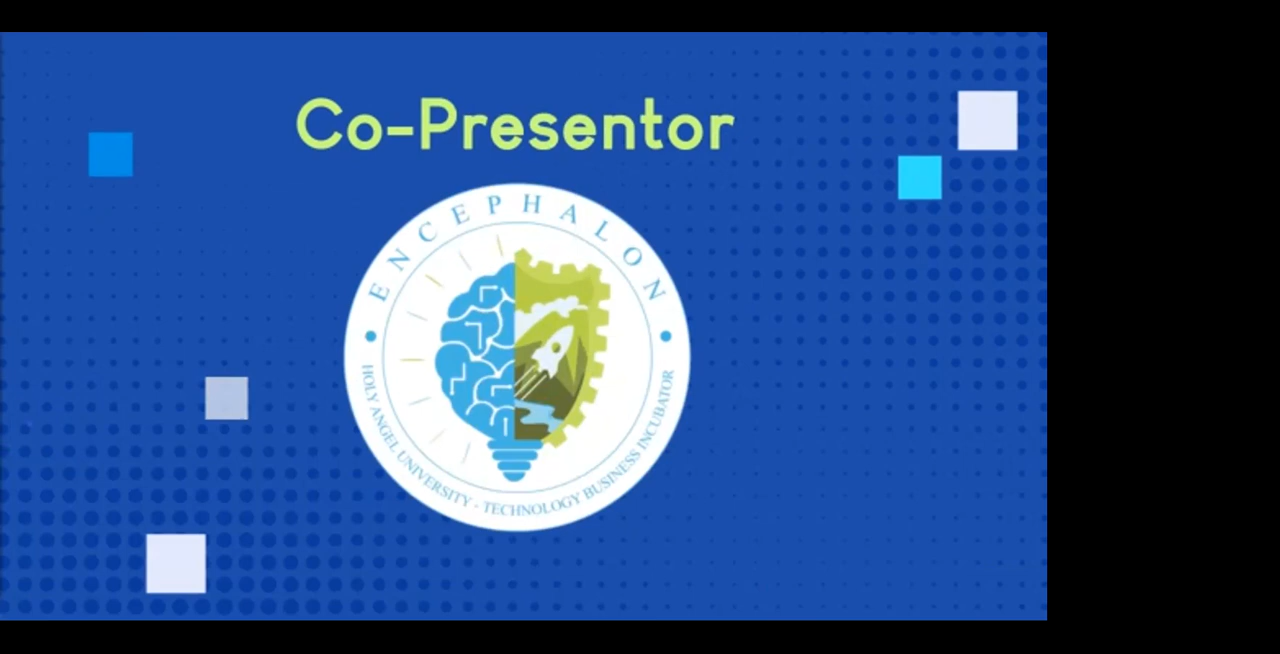 Co-Presentor
ENCEPHALON
HOLY ANGEL UNIVERSITY - TECHNOLOGY BUSINESS INCUBATOR